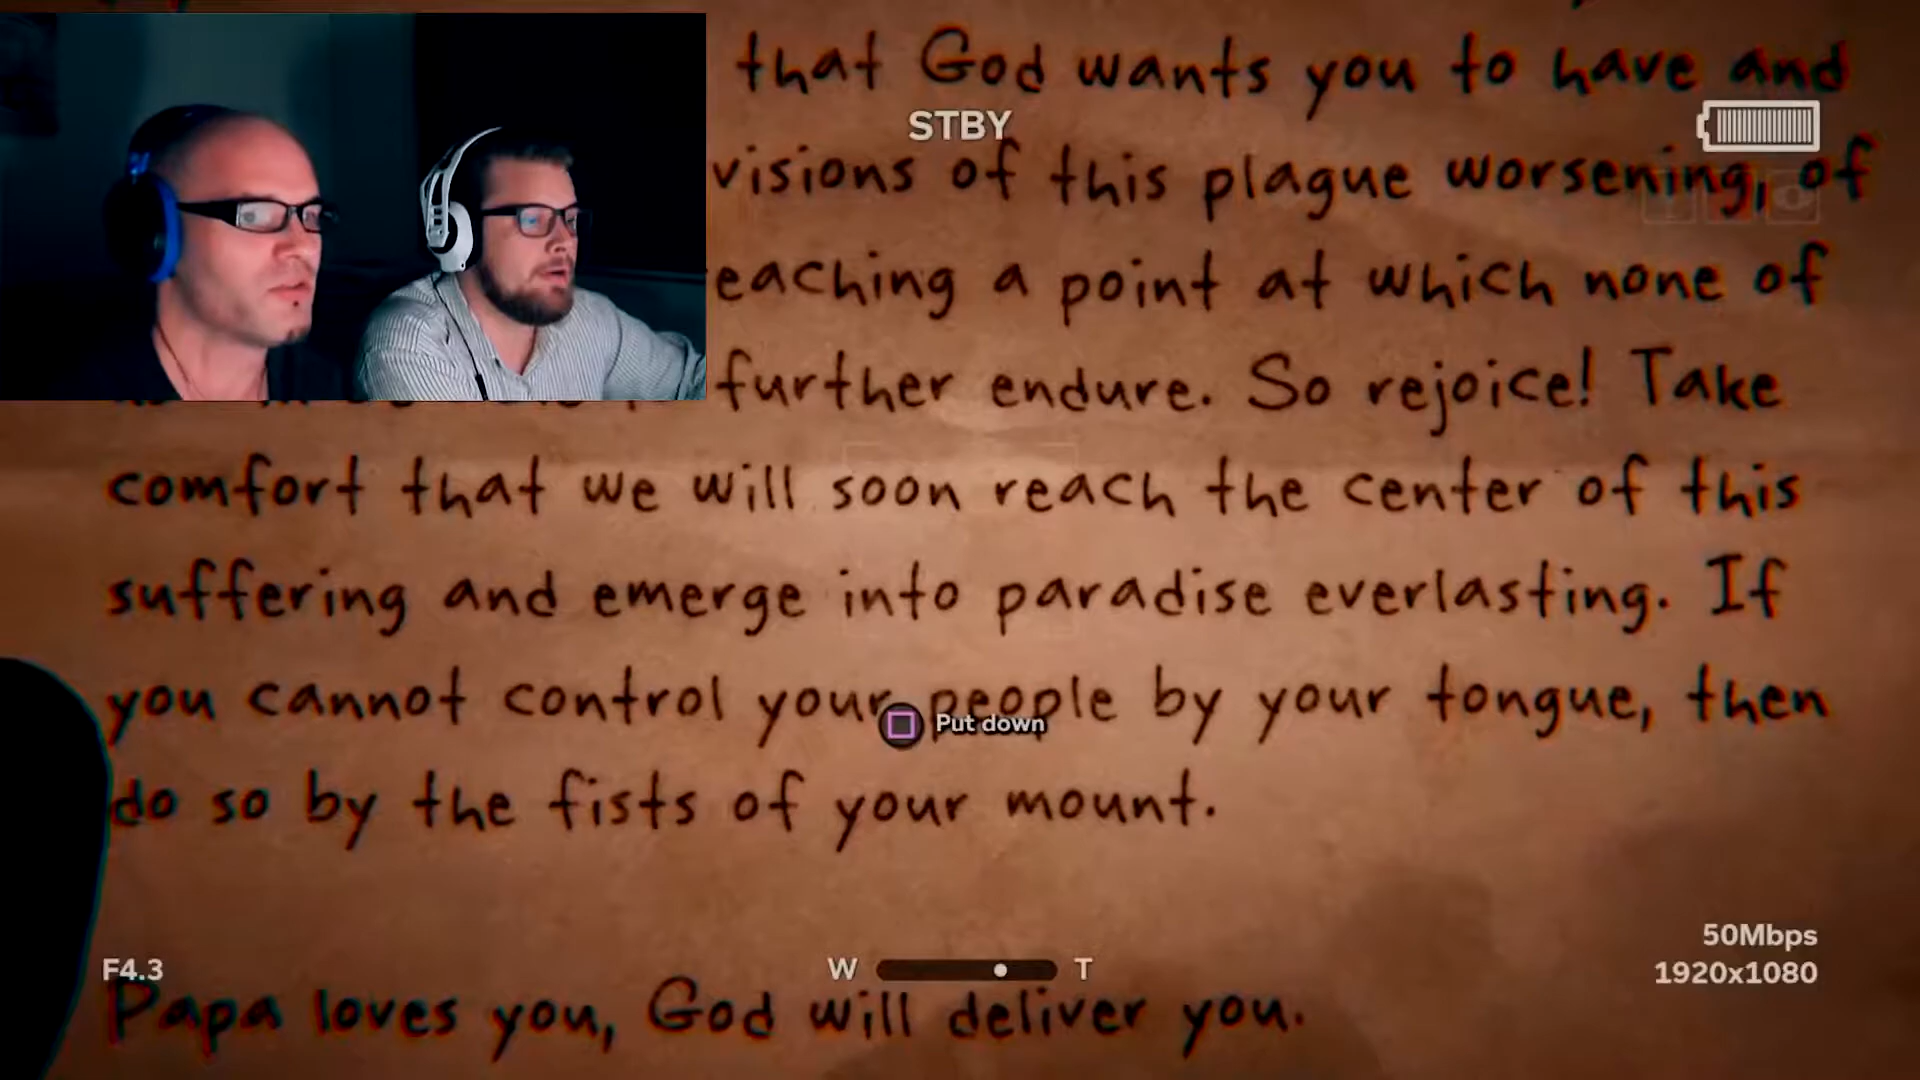 that God wants you to have and
STBY
visions of this plague worsening, of
eaching a point at which none of
further endure. So rejoice! Take
comfort that we will soon reach the center of this
suffering and emerge into paradise everlasting. If
you cannot control your people by your tongue, then
Put down
do so by the fists of your mount.
50Mbps
F4.3
W T
1920x1080
Papa loves you, God will deliver you.